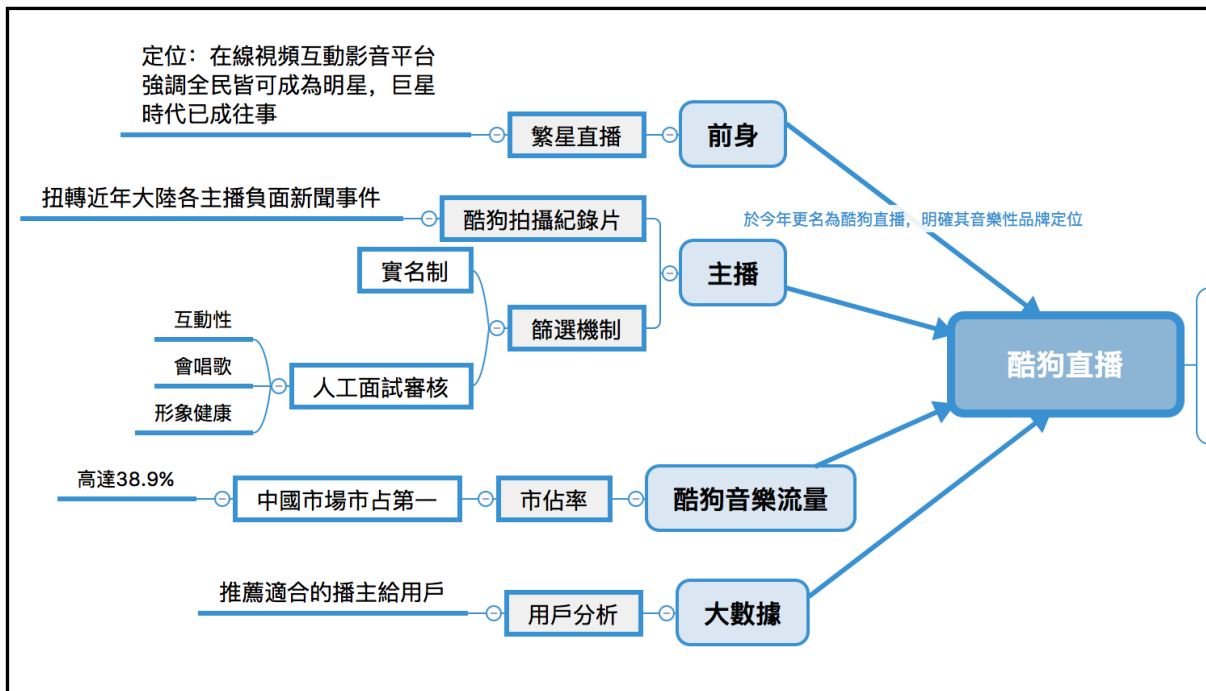 定位：在線視頻互動影音平台
強調全民皆可成為明星，巨星
時代已成往事
繁星直播
前身
扭轉近年大陸各主播負面新聞事件
酷狗拍攝紀錄片
於今年更名為酷狗直播，明確其音樂性品牌定位
實名制
主播
互動性
篩選機制
會唱歌
人工面試審核
形象健康
酷狗直播
高達38.9%
中國市場市占第一
市佔率
酷狗音樂流量
推薦適合的播主給用戶
用戶分析
大數據